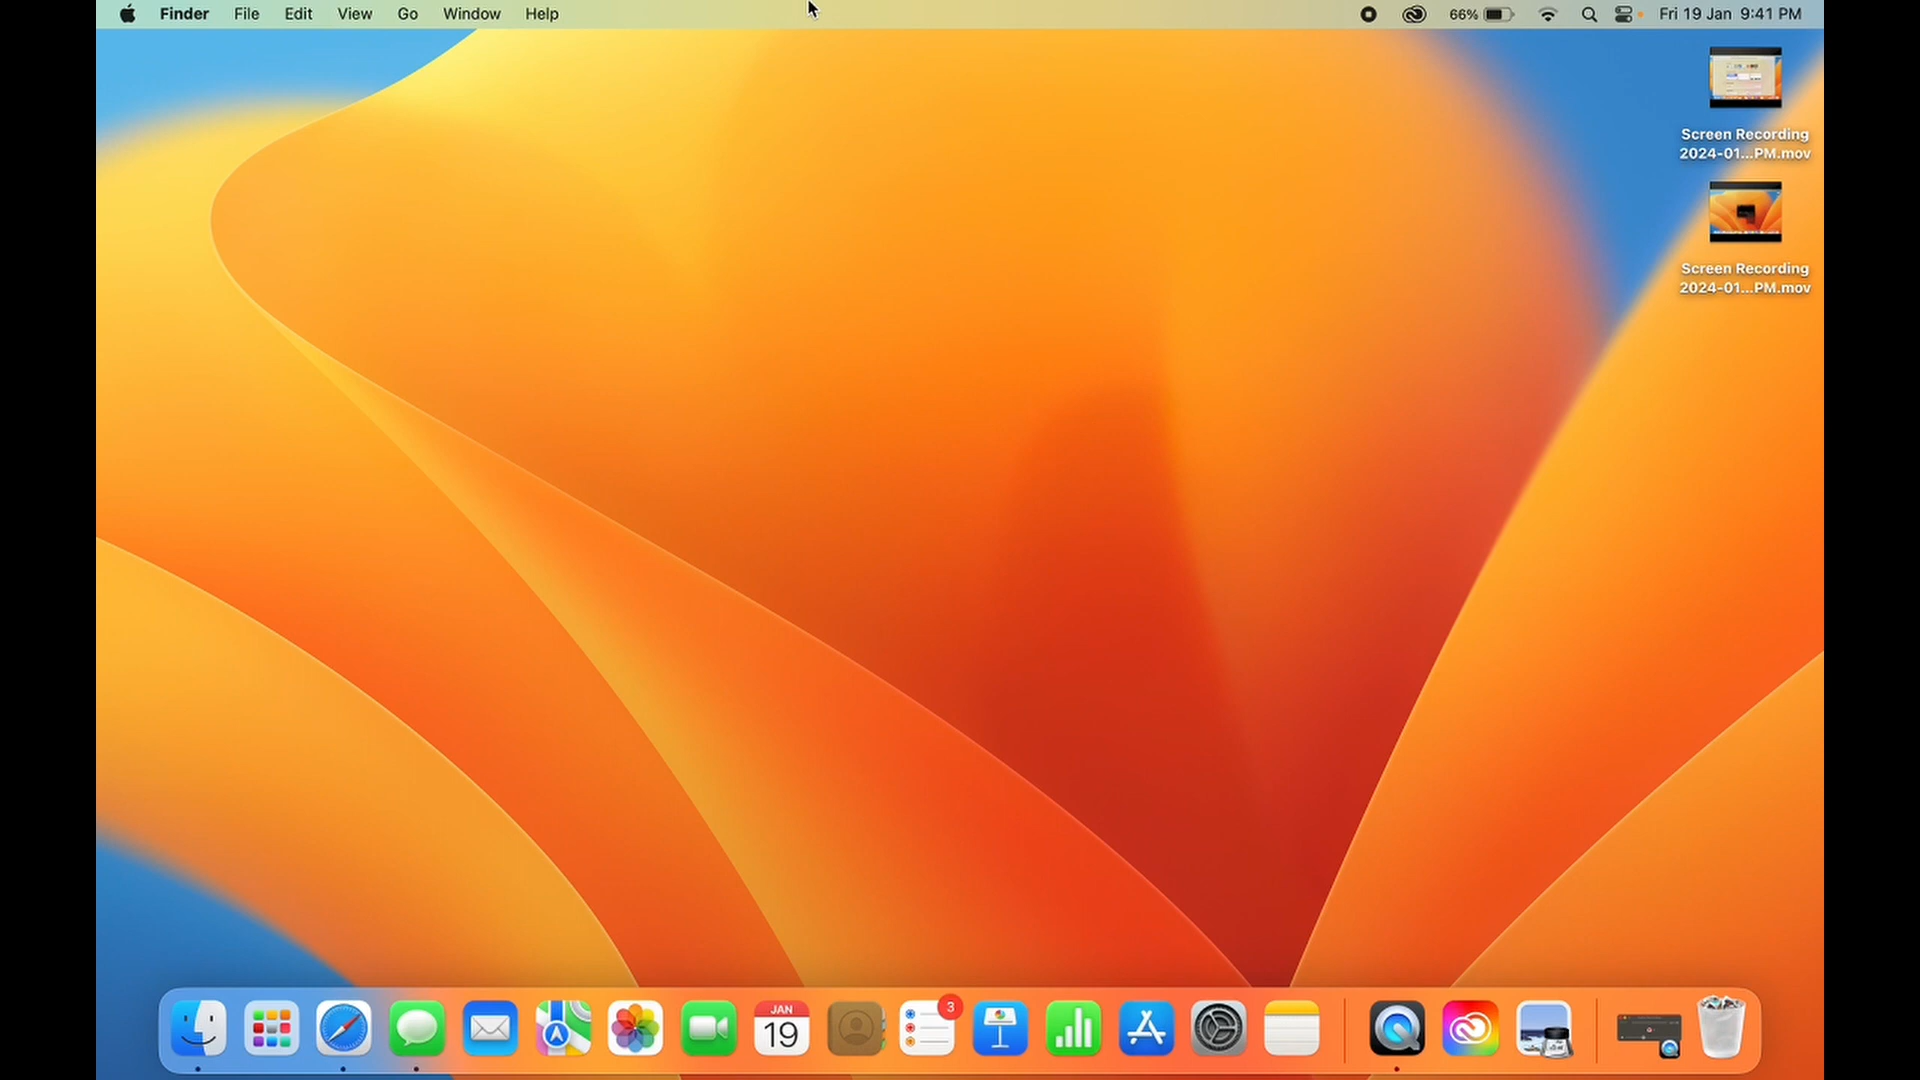 Finder File Edit View Go Window Help 66% Fri 19 Jan 9:41 PM
Screen Recording
2024-01...PM.mov
Screen Recording
2024-01...PM.mov
3
JAN
19